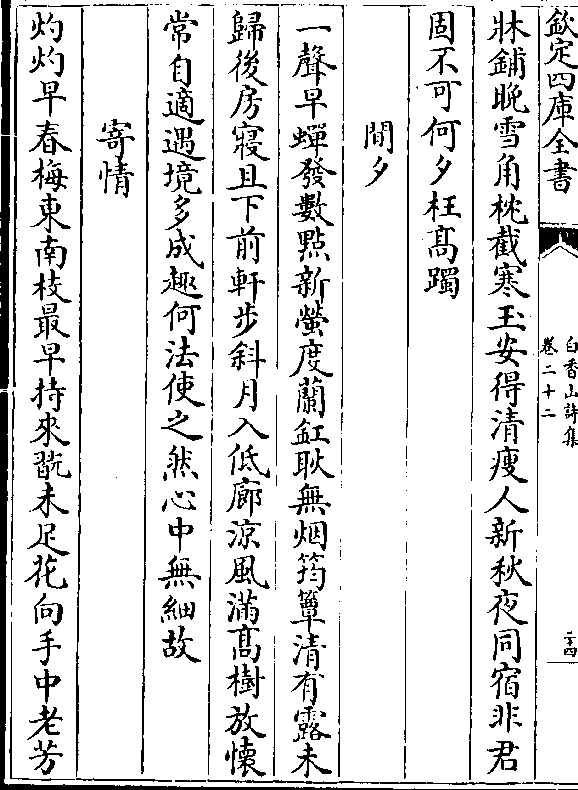 欽定四庫全書
白香山詩集
卷二十二
二十四
牀鋪晚雪角枕截寒玉安得清瘦人新秋夜同宿非君
固不可何夕枉高躅
閒夕
一聲早蟬發數點新螢度蘭缸耿無烟筠簟清有露未
歸後房寢且下前軒步斜月入低廊涼風滿高樹放懷
常自適遇境多成趣何法使之然心中無細故
寄情
灼灼早春梅東南枝最早持來翫未足花向手中老芳